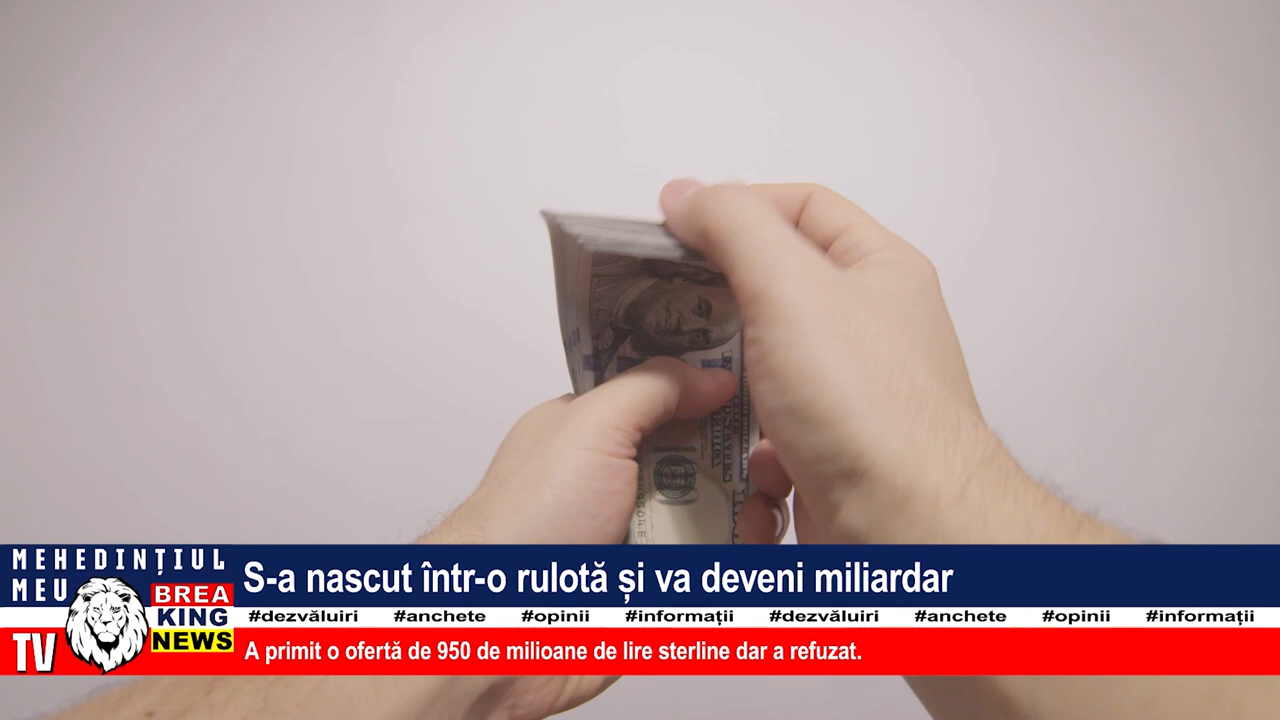 MEHEDINȚIUL
MEU
TV
BREA
KING
NEWS
S-a nascut într-o rulotă și va deveni miliardar
#dezvăluiri #anchete #opinii #informații #dezvăluiri #anchete #opinii #informații
A primit o ofertă de 950 de milioane de lire sterline dar a refuzat.